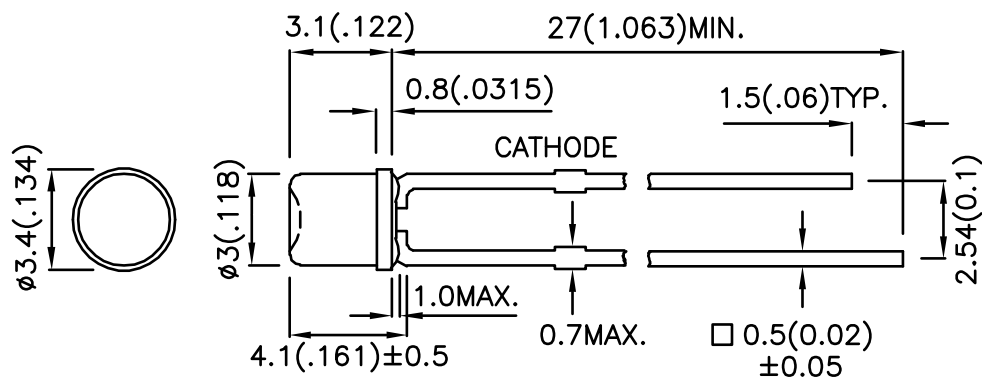 3.1(.122)
27(1.063)MIN.
0.8(.0315)
1.5(.06)TYP.
CATHODE
ø3.4(.134)
ø3(.118)
2.54(0.1)
1.0MAX.
4.1(.161)±0.5
0.7MAX.
□ 0.5(0.02)
±0.05